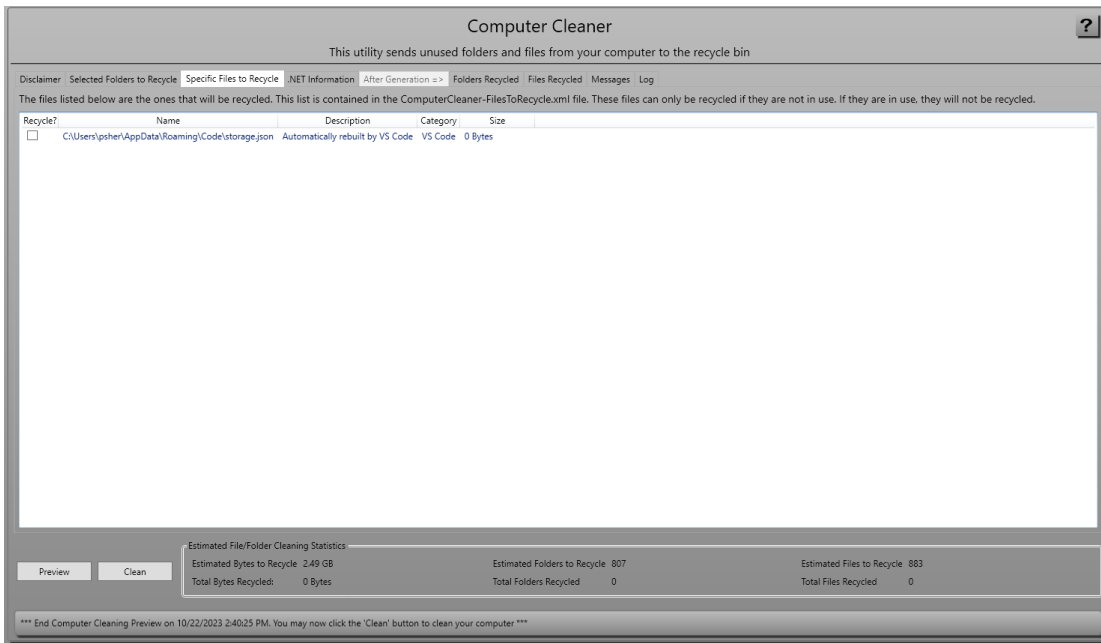 Computer Cleaner
?
This utility sends unused folders and files from your computer to the recycle bin
Disclaimer Selected Folders to Recycle Specific Files to Recycle .NET Information After Generation => Folders Recycled Files Recycled Messages Log
The files listed below are the ones that will be recycled. This list is contained in the ComputerCleaner-FilesToRecycle.xml file. These files can only be recycled if they are not in use. If they are in use, they will not be recycled.
Recycle? Name Description Category Size
C:\Users\psher\AppData\Roaming\Code\storage.json Automatically rebuilt by VS Code VS Code 0 Bytes
Estimated File/Folder Cleaning Statistics
Preview Clean
Estimated Bytes to Recycle 2.49 GB Estimated Folders to Recycle 807 Estimated Files to Recycle 883
Total Bytes Recycled: 0 Bytes Total Folders Recycled 0 Total Files Recycled 0
*** End Computer Cleaning Preview on 10/22/2023 2:40:25 PM. You may now click the 'Clean' button to clean your computer ***